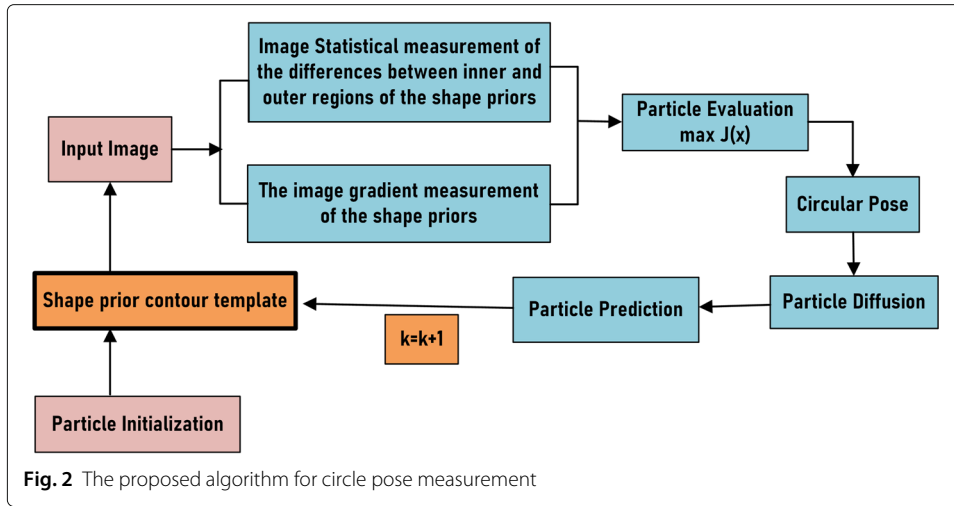 Image Statistical measurement of
the differences between inner and
outer regions of the shape priors
Input Image
Particle Evaluation
max J(x)
The image gradient measurement
of the shape priors
Circular Pose
Shape prior contour template
Particle Prediction
Particle Diffusion
k=k+1
Particle Initialization
Fig. 2 The proposed algorithm for circle pose measurement